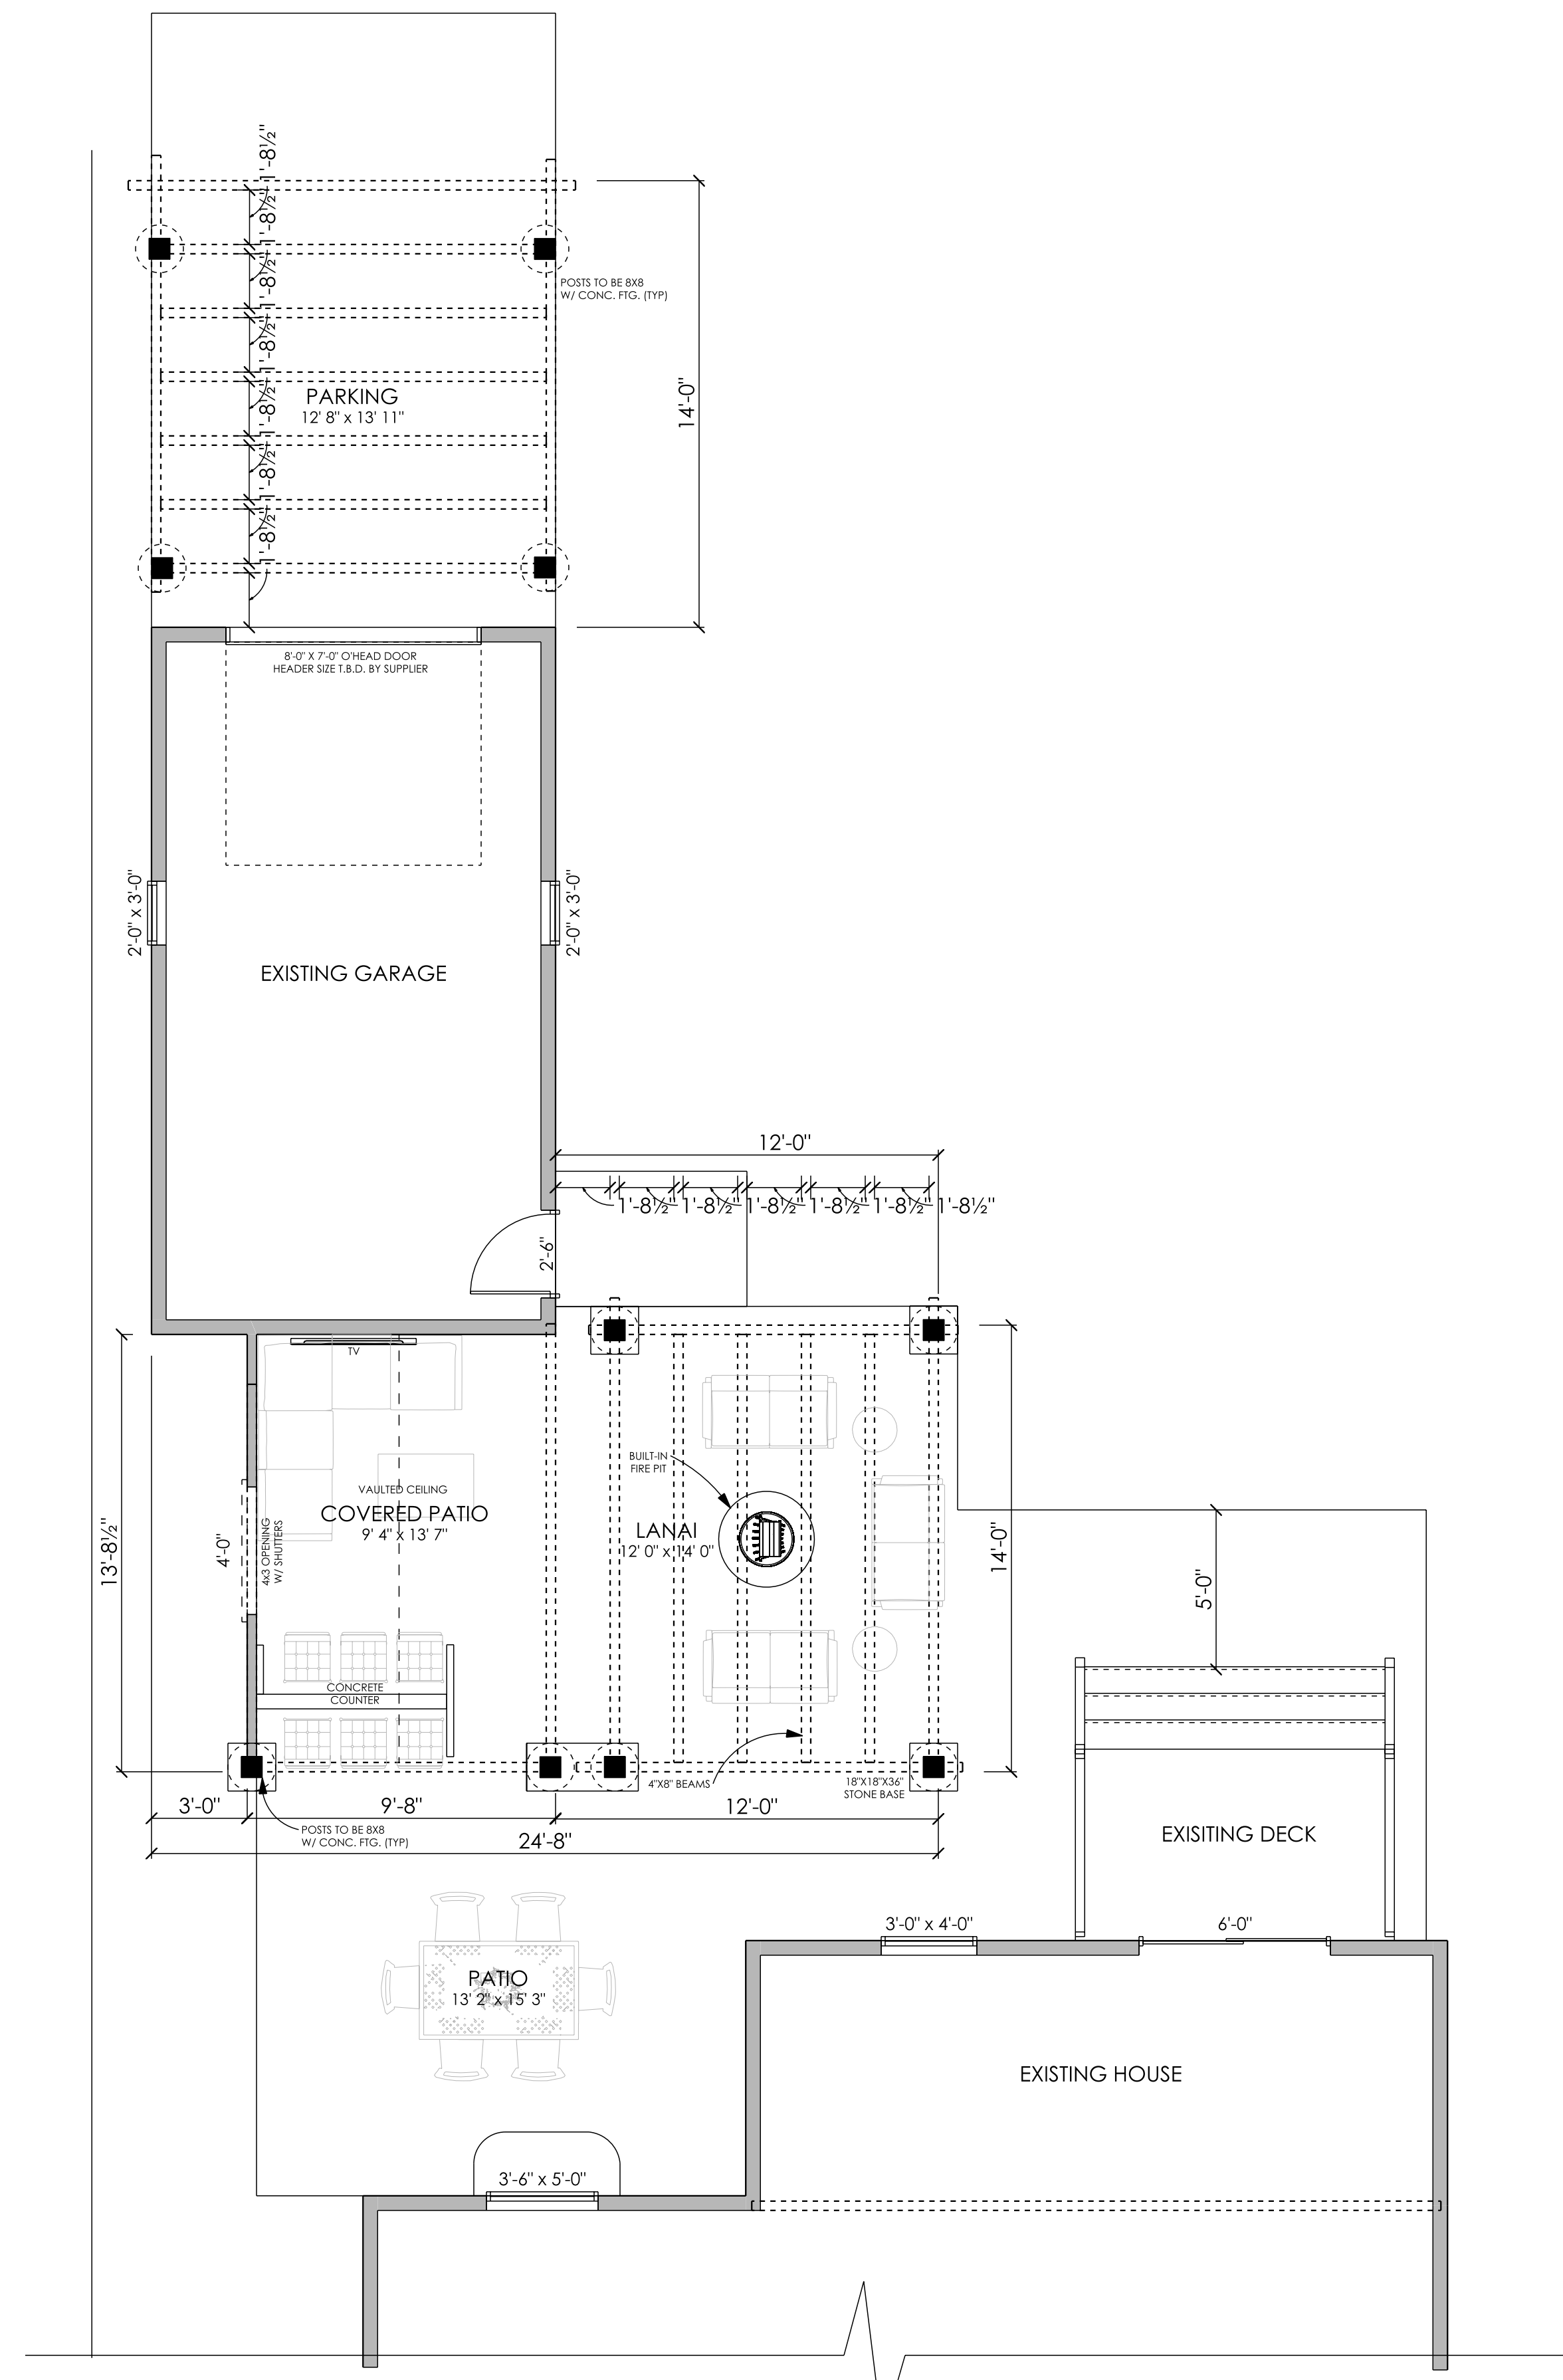 1'-8½"
1'-8½"
1'-8½"
1'-8½"
1'-8½"
1'-8½"
1'-8½"
POSTS TO BE 8X8
W/ CONC. FTG. (TYP)
14'-0"
PARKING
12' 8" x 13' 11"
8'-0" X 7'-0" O'HEAD DOOR
HEADER SIZE T.B.D. BY SUPPLIER
2'-0" x 3'-0"
2'-0" x 3'-0"
EXISTING GARAGE
12'-0"
1'-8½"
1'-8½"
1'-8½"
1'-8½"
1'-8½"
1'-8½"
2'-6"
TV
BUILT-IN
FIRE PIT
VAULTED CEILING
COVERED PATIO
9' 4" x 13' 7"
LANAI
12' 0" x 14' 0"
13'-8½"
4'-0"
4x3 OPENING
W/ SHUTTERS
14'-0"
5'-0"
CONCRETE
COUNTER
4"X8" BEAMS
18"X18"X36"
STONE BASE
3'-0"
9'-8"
12'-0"
POSTS TO BE 8X8
W/ CONC. FTG. (TYP)
24'-8"
EXISITING DECK
3'-0" x 4'-0"
6'-0"
PATIO
13' 2" x 15' 3"
EXISTING HOUSE
3'-6" x 5'-0"